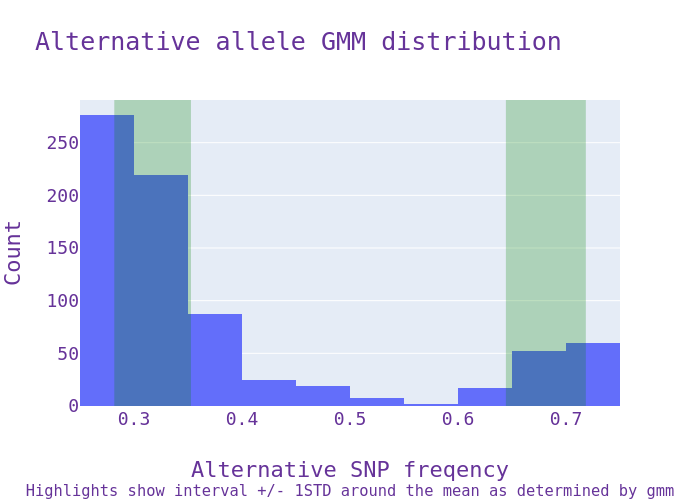 Alternative allele GMM distribution
Count
250
200
150
100
50
0
0.3 0.4 0.5 0.6 0.7
Alternative SNP freqency
Highlights show interval +/- 1STD around the mean as determined by gmm